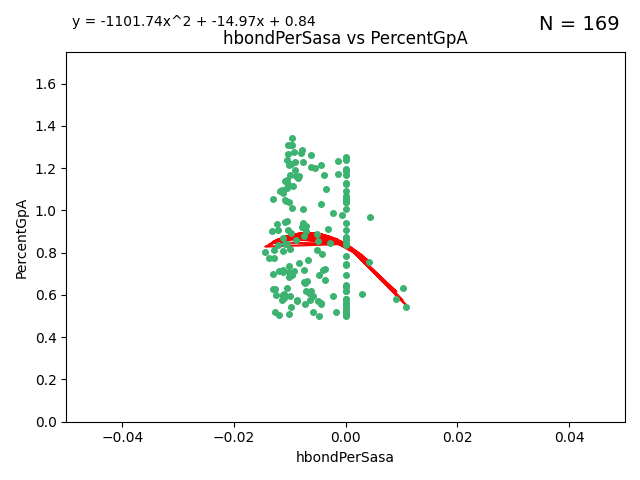 y = -1101.74x^2 + -14.97x + 0.84
N = 169
hbondPerSasa vs PercentGpA
1.6
1.4
1.2
1.0
0.8
0.6
0.4
0.2
0.0
PercentGpA
−0.04 −0.02 0.00 0.02 0.04
hbondPerSasa